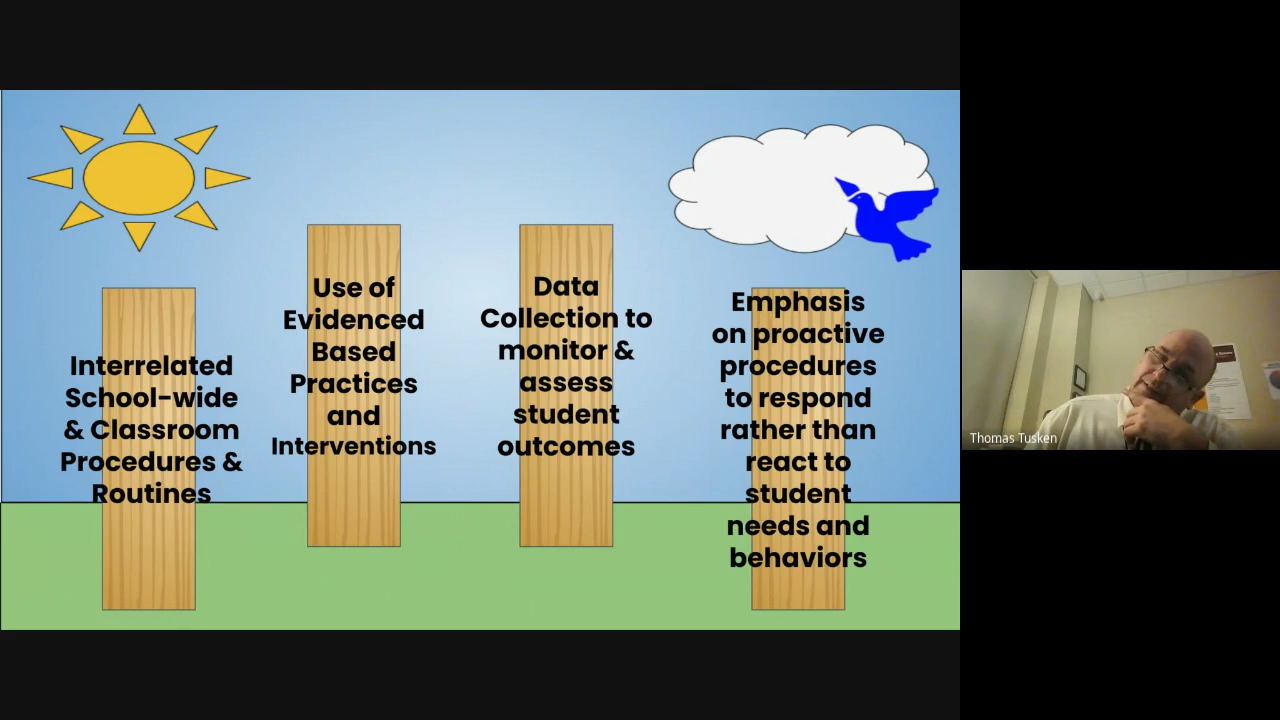 Interrelated
School-wide
& Classroom
Procedures &
Routines
Use of
Evidenced
Based
Practices
and
Interventions
Data
Collection to
monitor &
assess
student
outcomes
Emphasis
on proactive
procedures
to respond
rather than
react to
student
needs and
behaviors
Thomas Tusken